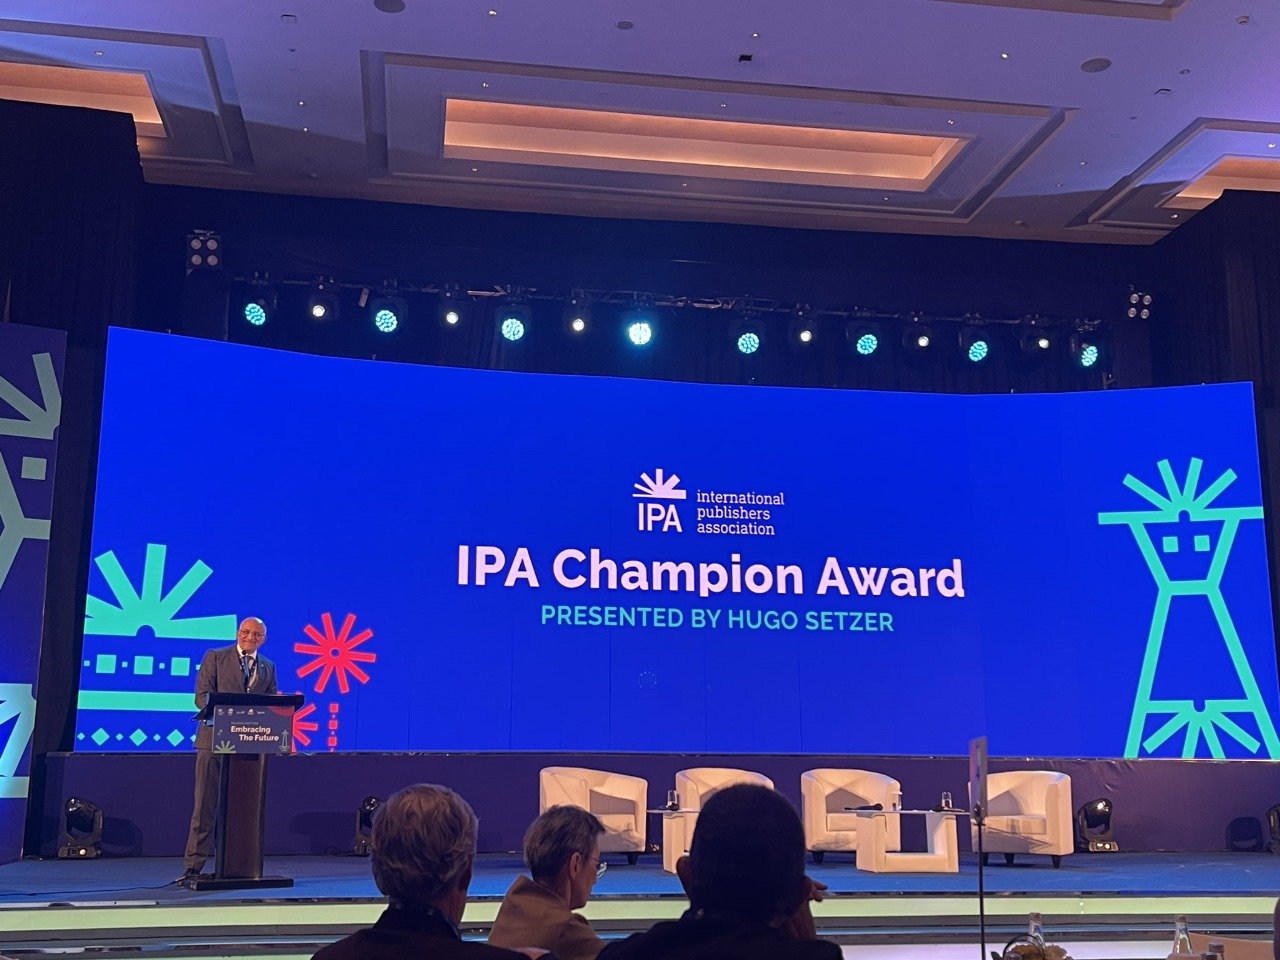 IPA
international
publishers
association
IPA Champion Award
PRESENTED BY HUGO SETZER
Embracing
The Future